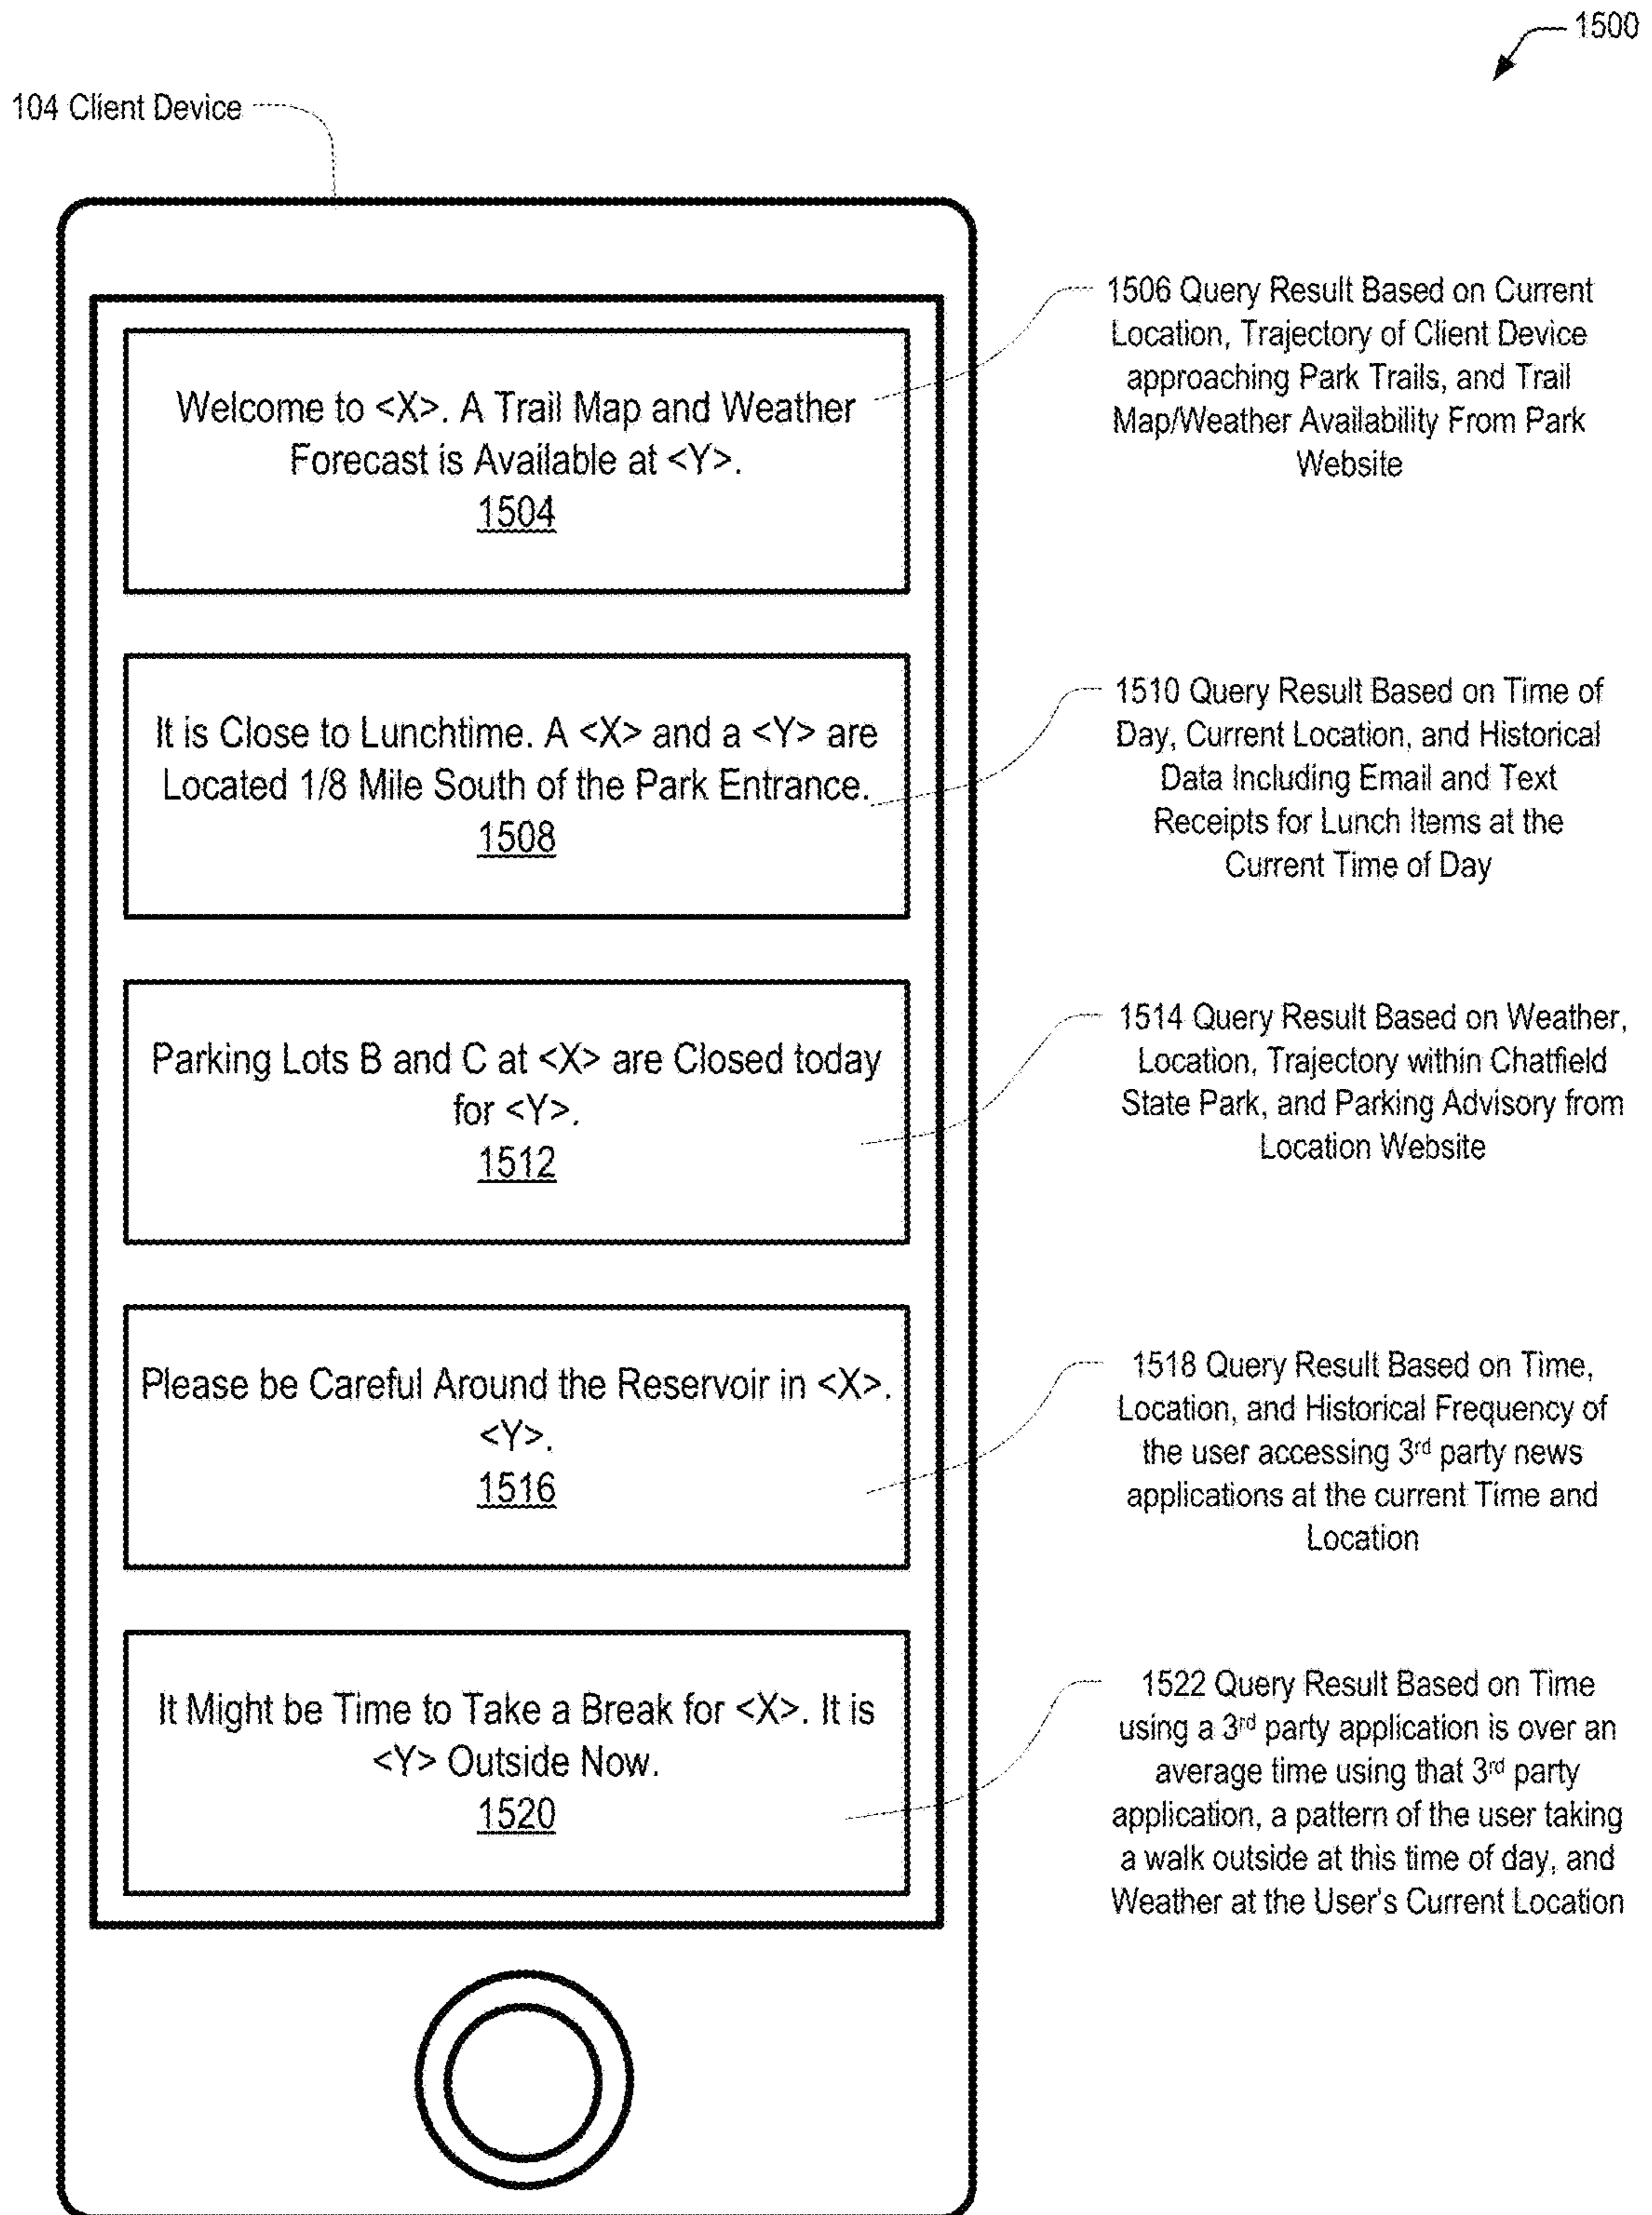 1500
104 Client Device
Welcome to <X>. A Trail Map and Weather
Forecast is Available at <Y>.
1504
1506 Query Result Based on Current
Location, Trajectory of Client Device
approaching Park Trails, and Trail
Map/Weather Availability From Park
Website
It is Close to Lunchtime. A <X> and a <Y> are
Located 1/8 Mile South of the Park Entrance.
1508
1510 Query Result Based on Time of
Day, Current Location, and Historical
Data Including Email and Text
Receipts for Lunch Items at the
Current Time of Day
Parking Lots B and C at <X> are Closed today
for <Y>.
1512
1514 Query Result Based on Weather,
Location, Trajectory within Chatfield
State Park, and Parking Advisory from
Location Website
Please be Careful Around the Reservoir in <X>.
<Y>.
1516
1518 Query Result Based on Time,
Location, and Historical Frequency of
the user accessing 3rd party news
applications at the current Time and
Location
It Might be Time to Take a Break for <X>. It is
<Y> Outside Now.
1520
1522 Query Result Based on Time
using a 3rd party application is over an
average time using that 3rd party
application, a pattern of the user taking
a walk outside at this time of day, and
Weather at the User's Current Location